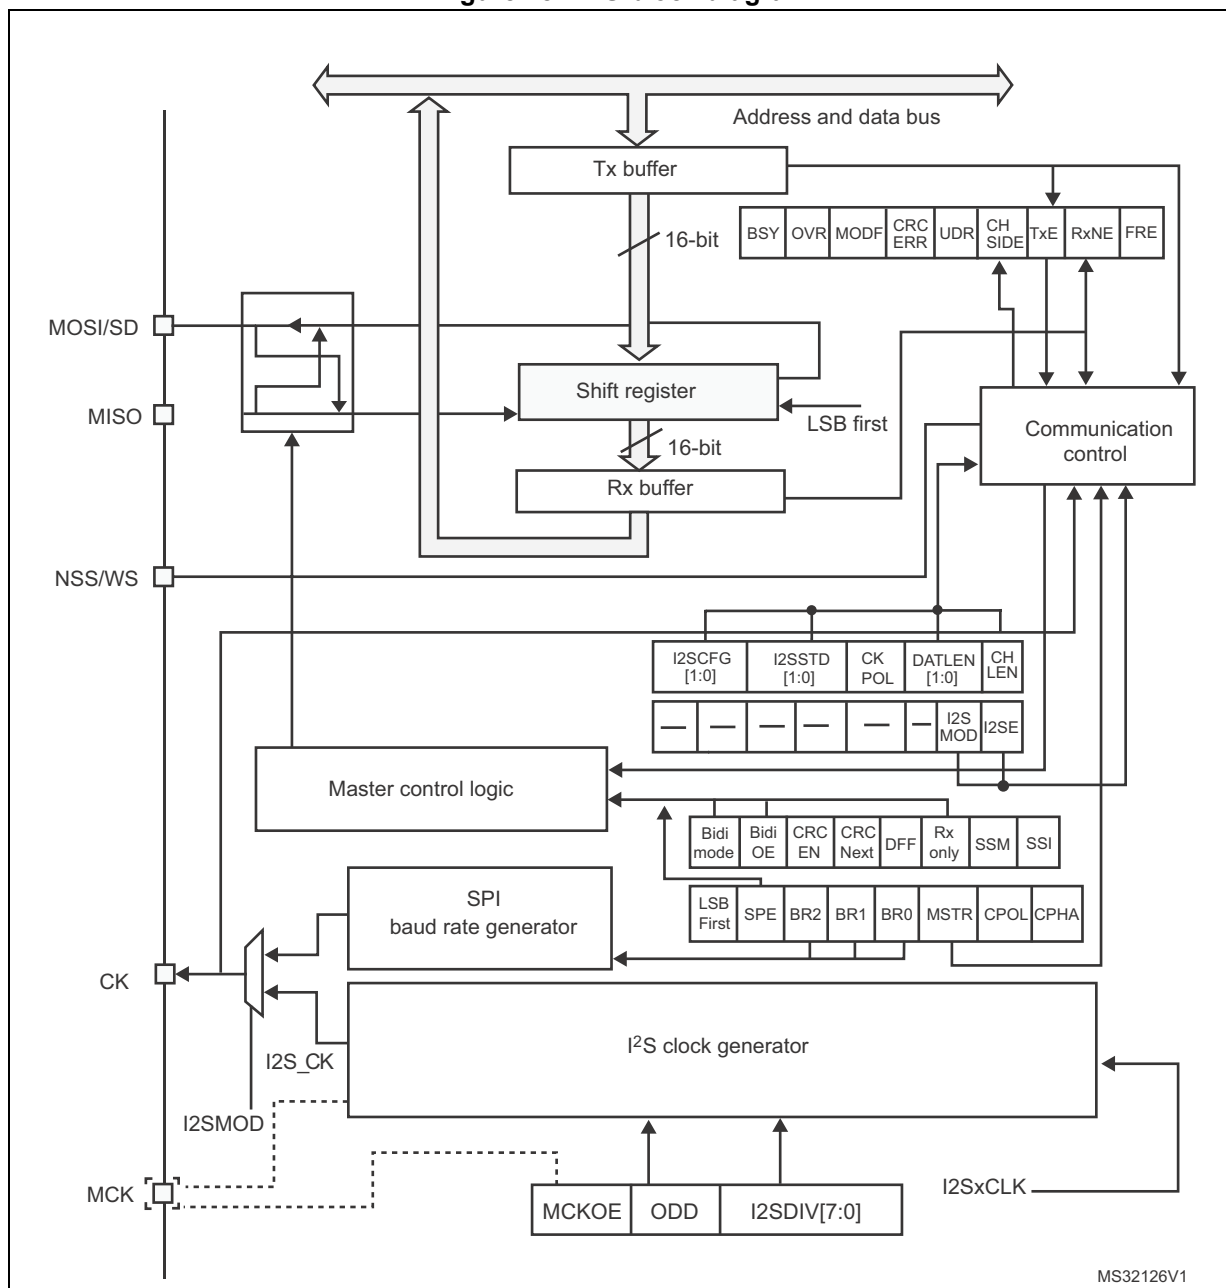 Address and data bus
Tx buffer
16-bit
BSY OVR MODF CRC ERR UDR CH SIDE TxE RxNE FRE
MOSI/SD
Shift register
MISO
LSB first
Communication control
16-bit
Rx buffer
NSS/WS
I2SCFG [1:0] I2SSTD [1:0] CK POL DATLEN [1:0] CH LEN
— — — — — — I2S MOD I2SE
Master control logic
Bidi mode Bidi OE CRC EN CRC Next DFF Rx only SSM SSI
SPI
baud rate generator
LSB First SPE BR2 BR1 BR0 MSTR CPOL CPHA
CK
I2S clock generator
I2S_CK
I2SMOD
MCK
I2SxCLK
MCKOE ODD I2SDIV[7:0]
MS32126V1